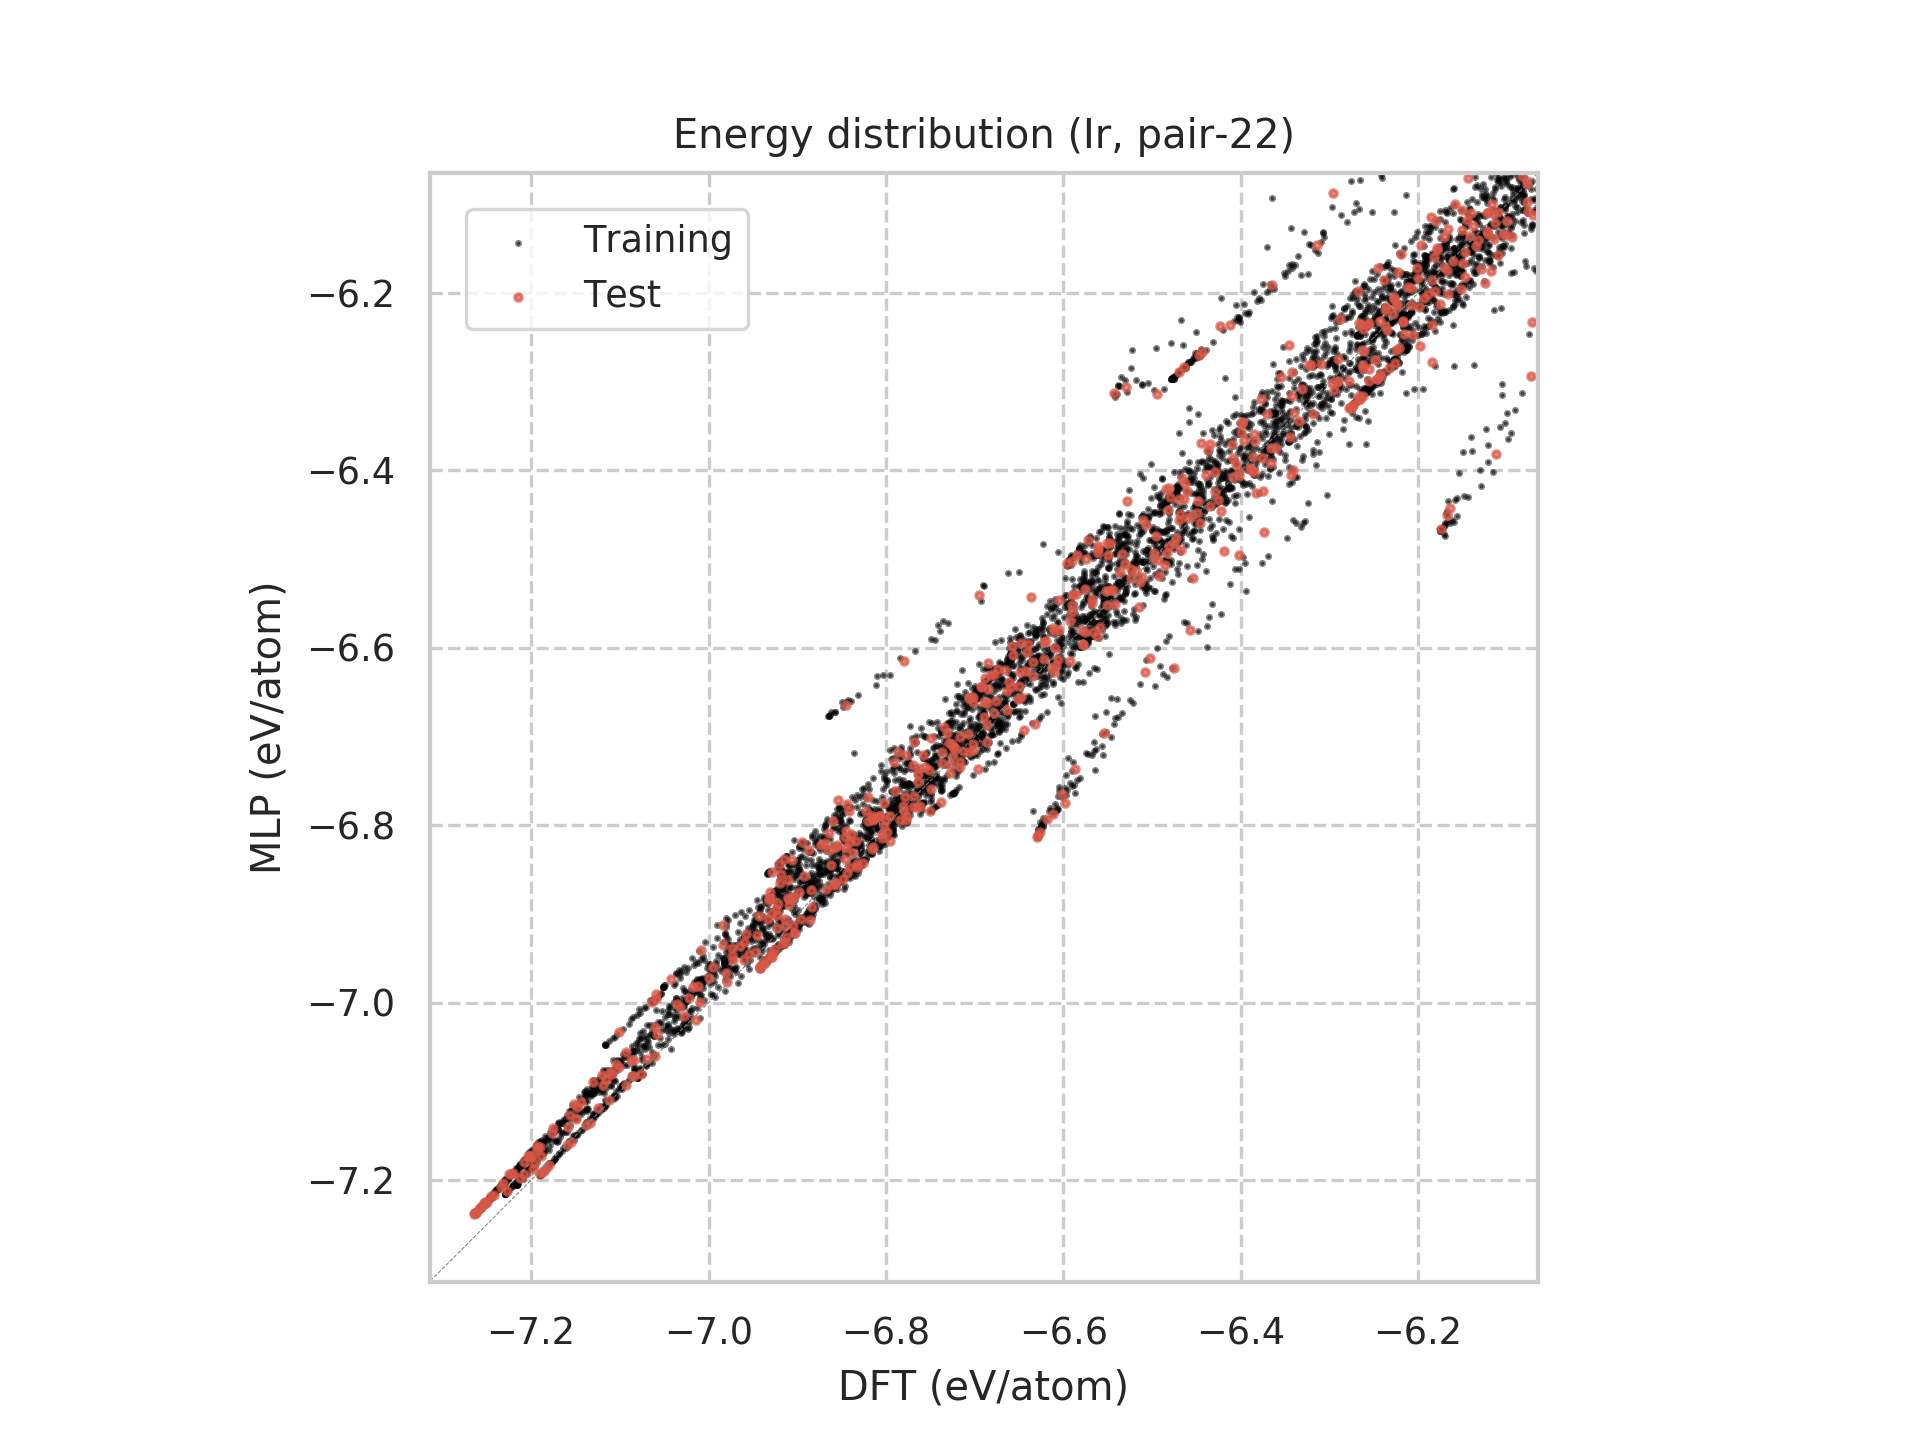 Energy distribution (Ir, pair-22)
Training
Test
−6.2
−6.4
−6.6
−6.8
−7.0
−7.2
MLP (eV/atom)
−7.2 −7.0 −6.8 −6.6 −6.4 −6.2
DFT (eV/atom)